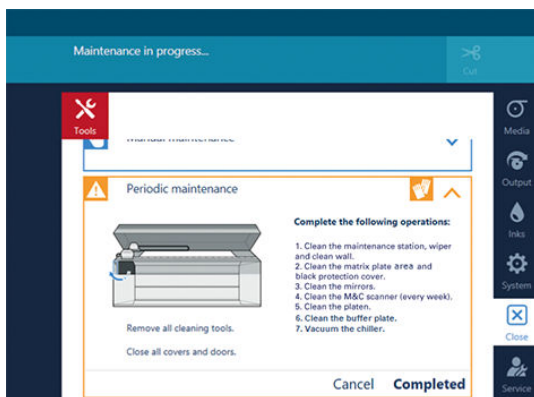 Maintenance in progress...
Cut
Tools
Manual maintenance
Media
Output
Inks
System
Close
Service
Periodic maintenance
Complete the following operations:
1. Clean the maintenance station, wiper
and clean wall.
2. Clean the matrix plate area and
black protection cover.
3. Clean the mirrors.
4. Clean the M&C scanner (every week).
5. Clean the platen.
6. Clean the buffer plate.
7. Vacuum the chiller.
Remove all cleaning tools.
Close all covers and doors.
Cancel
Completed